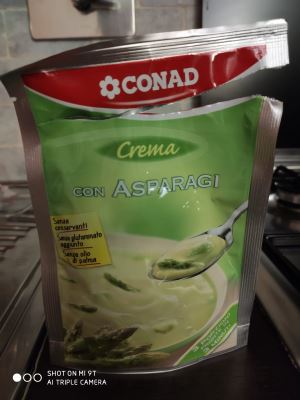 CONAD
Crema
CON ASPARAGI
Senza
conservanti
Senza glutammato
aggiunto
Senza olio
di palma
SHOT ON MI 9T
AI TRIPLE CAMERA